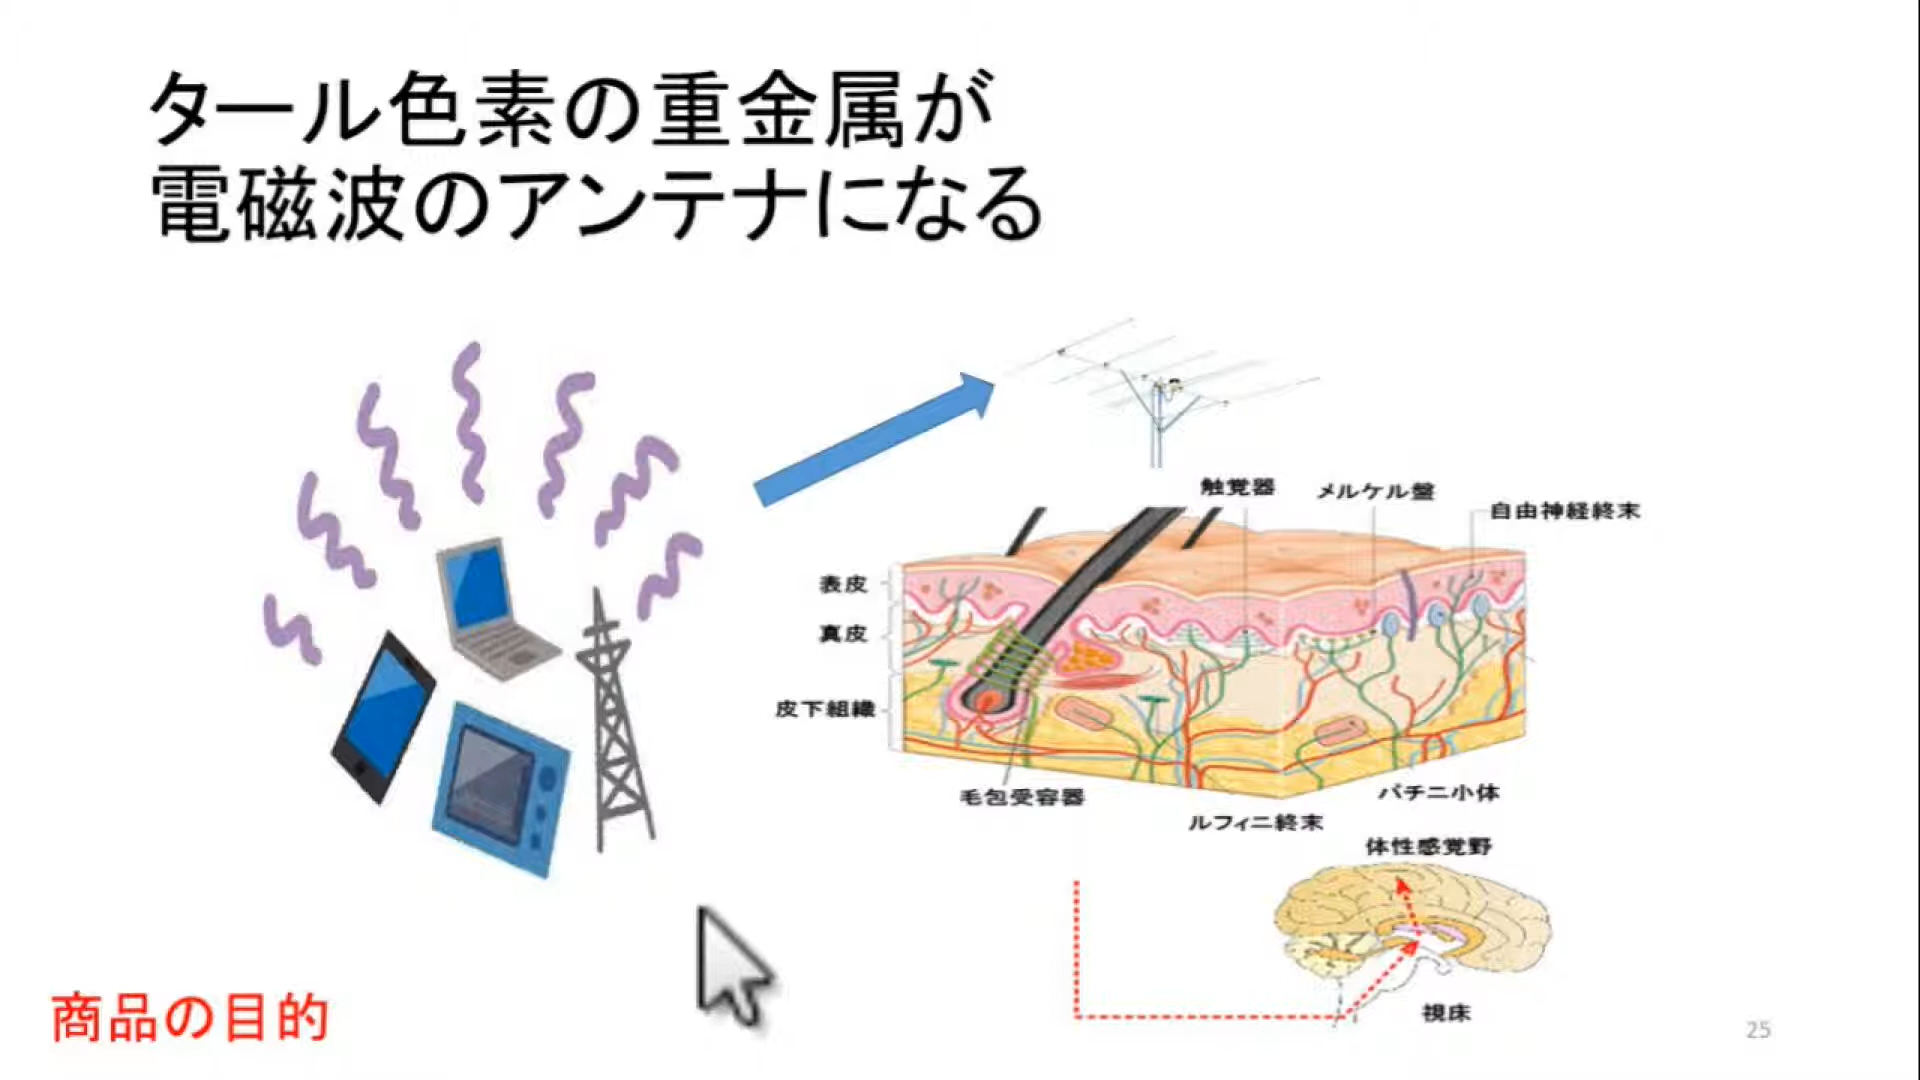 タール色素の重金属が
電磁波のアンテナになる
触覚器
メルケル盤
自由神経終末
表皮
真皮
皮下組織
毛包受容器
パチニ小体
ルフィニ終末
体性感覚野
視床
商品の目的
25